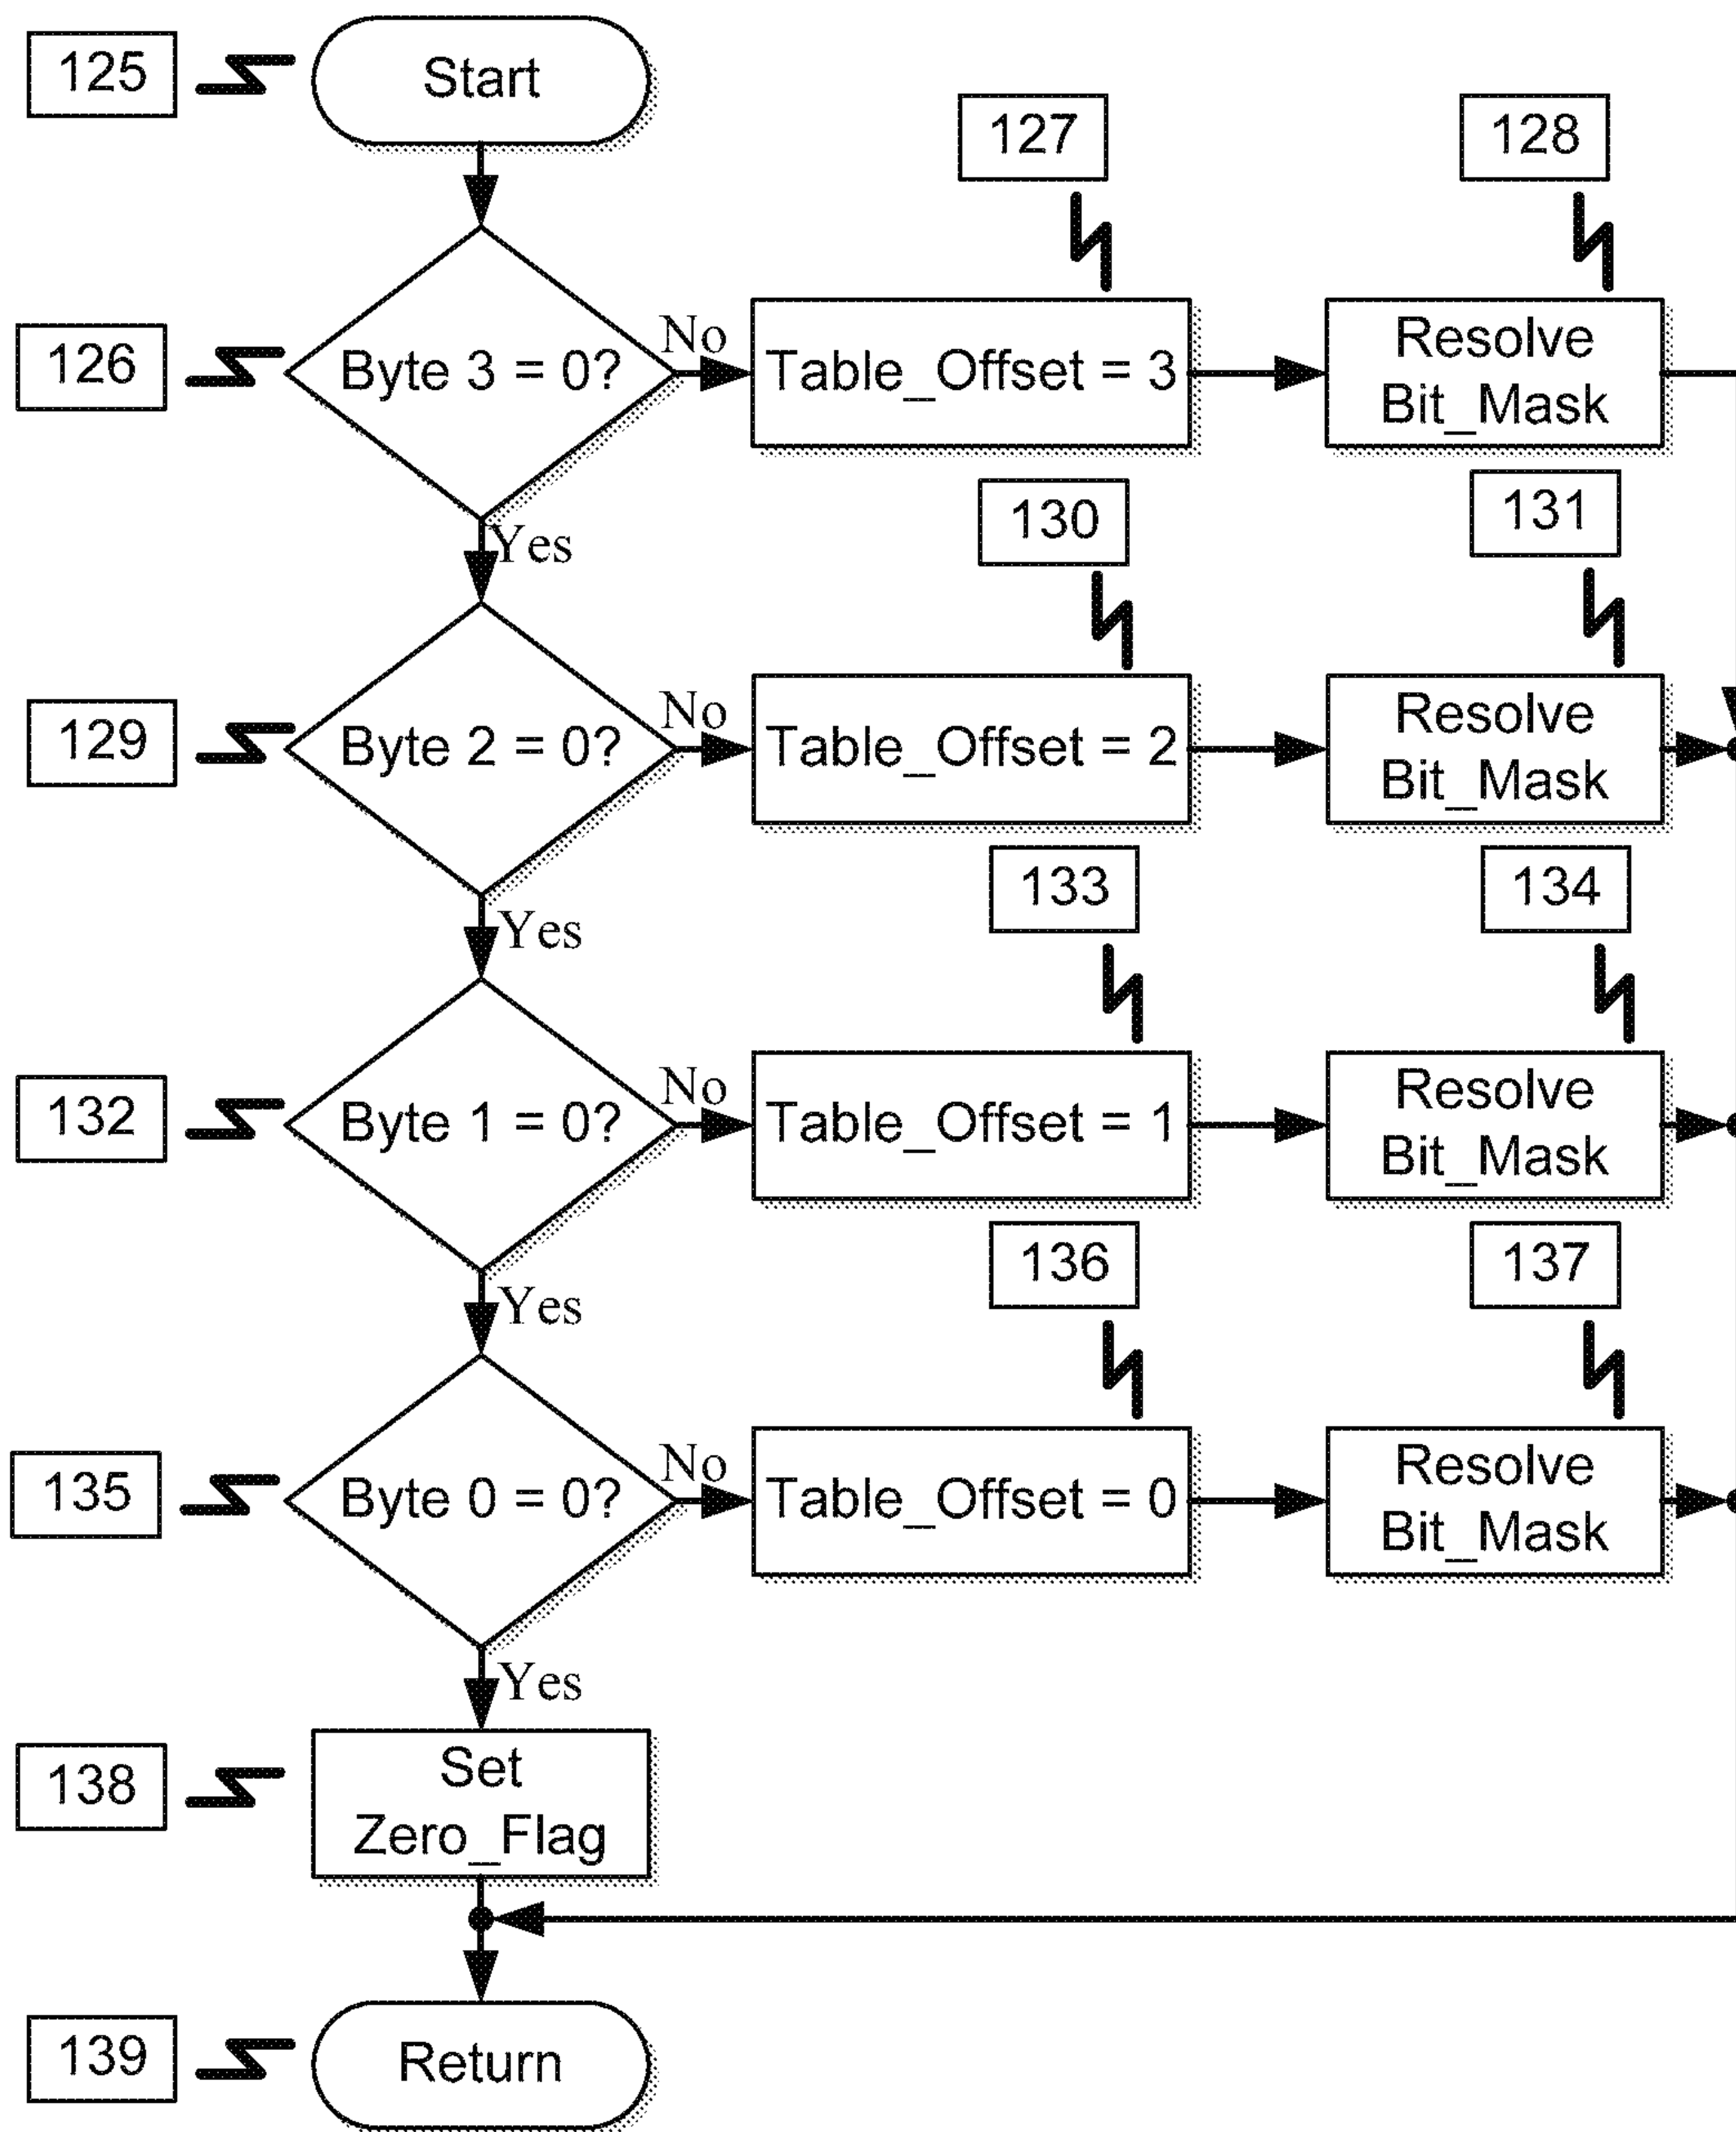 125
Start
127
128
126
Byte 3 = 0?
No
Table_Offset = 3
Resolve
Bit_Mask
Yes
130
131
129
Byte 2 = 0?
No
Table_Offset = 2
Resolve
Bit_Mask
Yes
133
134
132
Byte 1 = 0?
No
Table_Offset = 1
Resolve
Bit_Mask
Yes
136
137
135
Byte 0 = 0?
No
Table_Offset = 0
Resolve
Bit_Mask
Yes
138
Set
Zero_Flag
139
Return